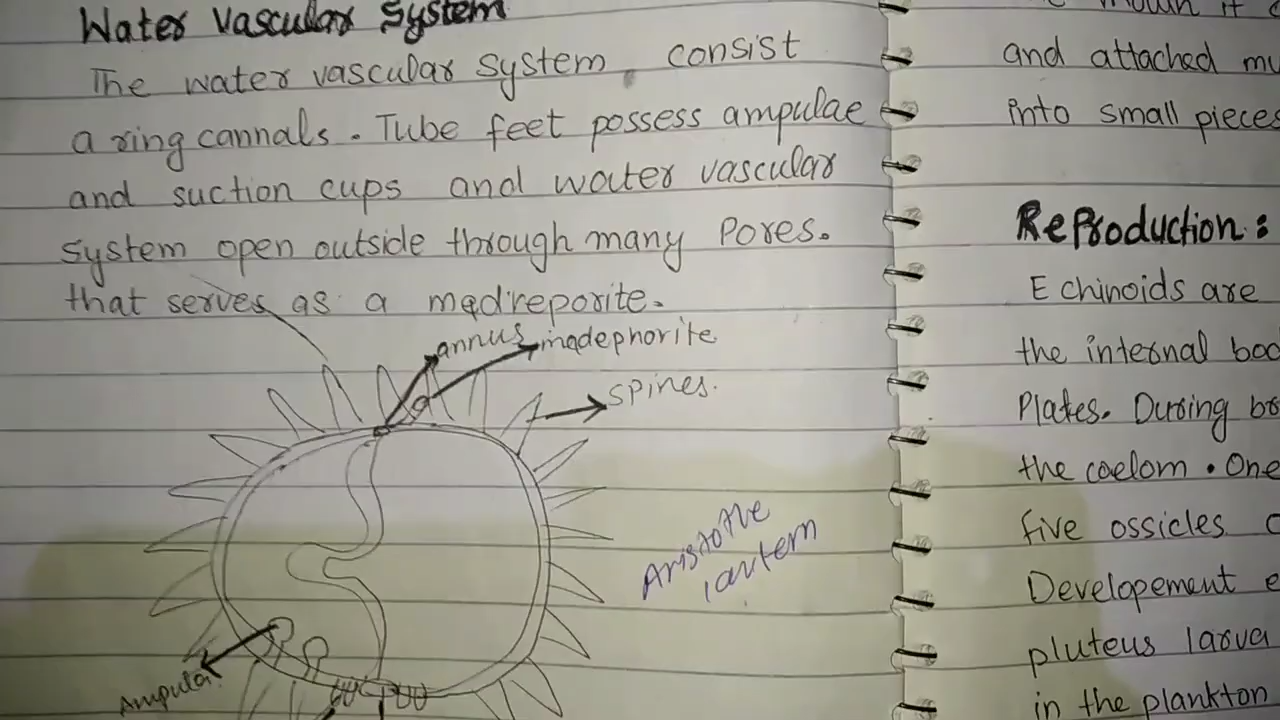 Water Vascular System
The water vascular system consist
a ring cannals. Tube feet possess ampulae
and suction cups and water vascular
system open outside through many Pores.
that serves as a madreporite.
annus
madephorite
spines.
Aristotle
lantern
Ampula
and attached
into small pieces
Reproduction:
Echinoids are
the internal
Plates. During
the coelom. One
five ossicles
Developement
pluteus larva
in the plankton